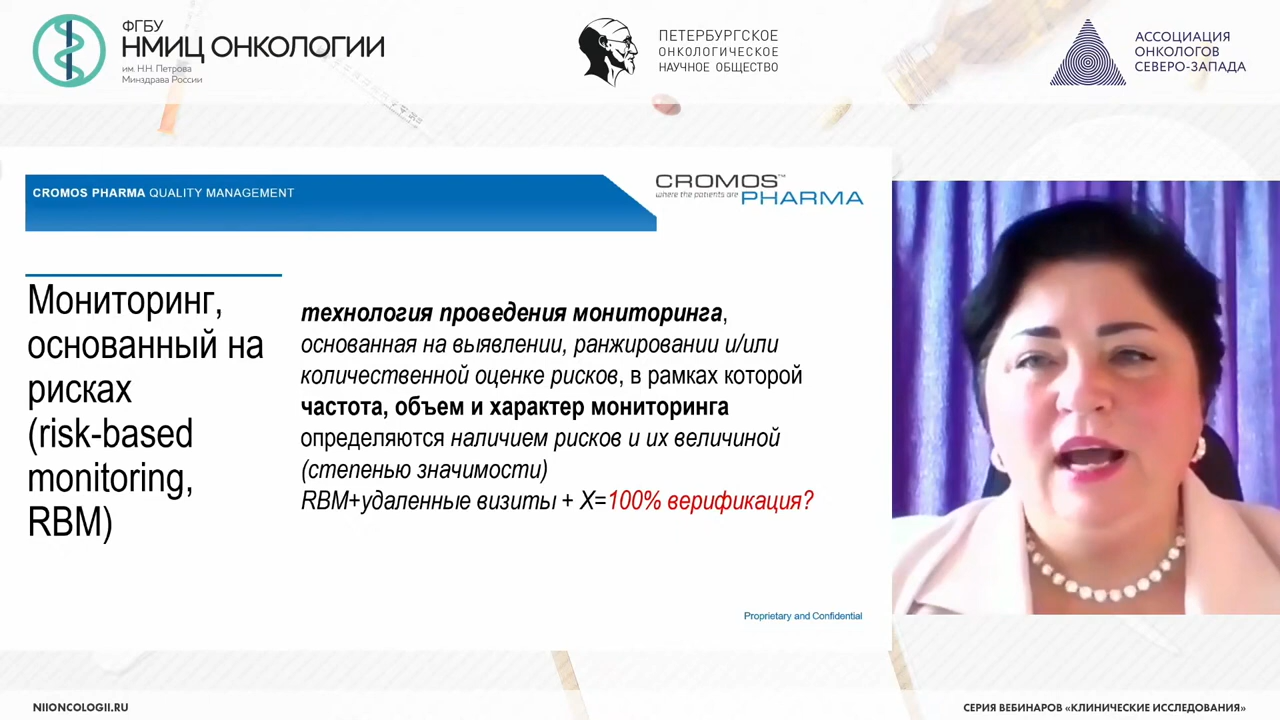 ФГБУ
НМИЦ ОНКОЛОГИИ
им. Н.Н. Петрова
Минздрава России
ПЕТЕРБУРГСКОЕ
ОНКОЛОГИЧЕСКОЕ
НАУЧНОЕ ОБЩЕСТВО
АССОЦИАЦИЯ
ОНКОЛОГОВ
СЕВЕРО-ЗАПАДА
CROMOS PHARMA QUALITY MANAGEMENT
CROMOS™
where the patients are PHARMA
Мониторинг,
основанный на
рисках
(risk-based
monitoring,
RBM)
технология проведения мониторинга,
основанная на выявлении, ранжировании и/или
количественной оценке рисков, в рамках которой
частота, объем и характер мониторинга
определяются наличием рисков и их величиной
(степенью значимости)
RBM+удаленные визиты + X=100% верификация?
Proprietary and Confidential
NIIONCOLOGII.RU
СЕРИЯ ВЕБИНАРОВ «КЛИНИЧЕСКИЕ ИССЛЕДОВАНИЯ»